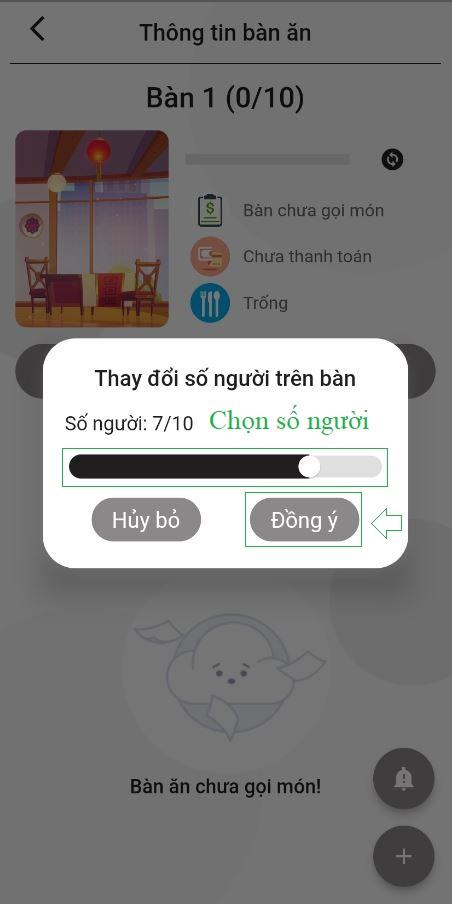 Thông tin bàn ăn
Bàn 1 (0/10)
Bàn chưa gọi món
Chưa thanh toán
Trống
Thay đổi số người trên bàn
Số người: 7/10 Chọn số người
Hủy bỏ Đồng ý
Bàn ăn chưa gọi món!